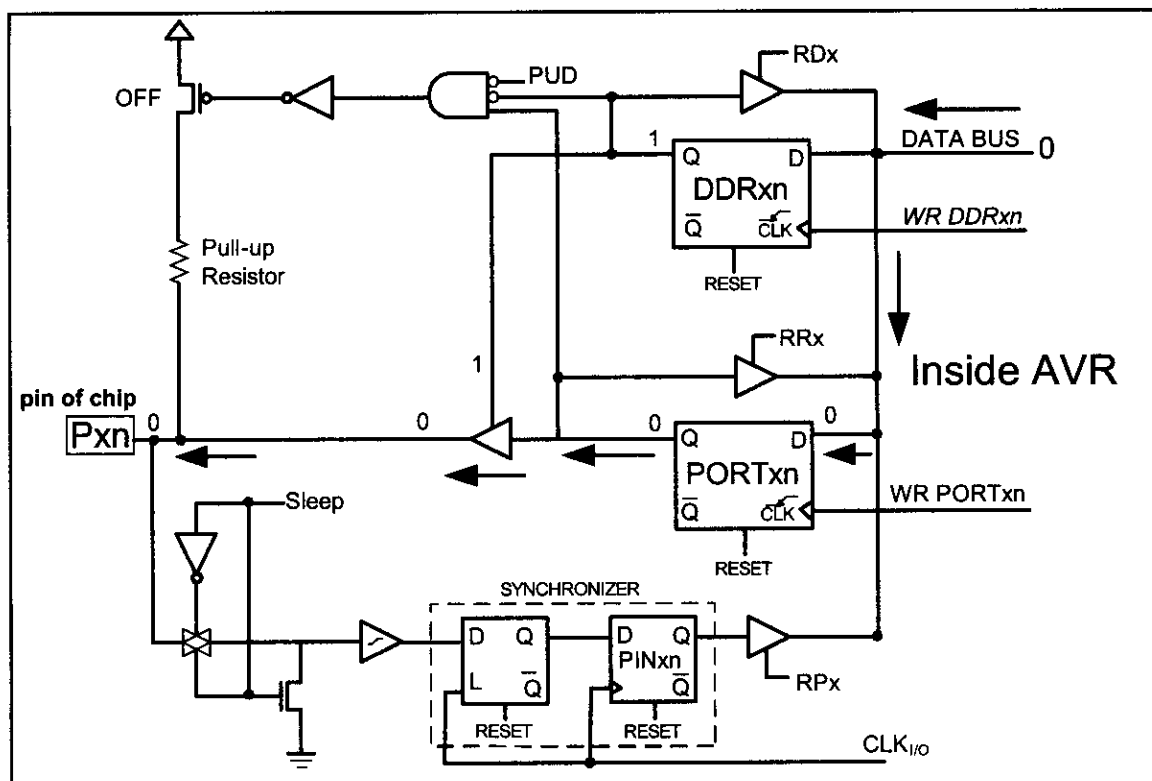 RDx
PUD
OFF
DATA BUS 0
1
Q D
DDRxn
WR DDRxn
Q CLK
Pull-up
Resistor
RESET
RRx
1
Inside AVR
pin of chip
0 0 0 0
Pxn
Q D
PORTxn
Sleep
WR PORTxn
Q CLK
RESET
SYNCHRONIZER
D Q D Q
PINxn
L Q Q
RPx
RESET RESET
CLKI/O